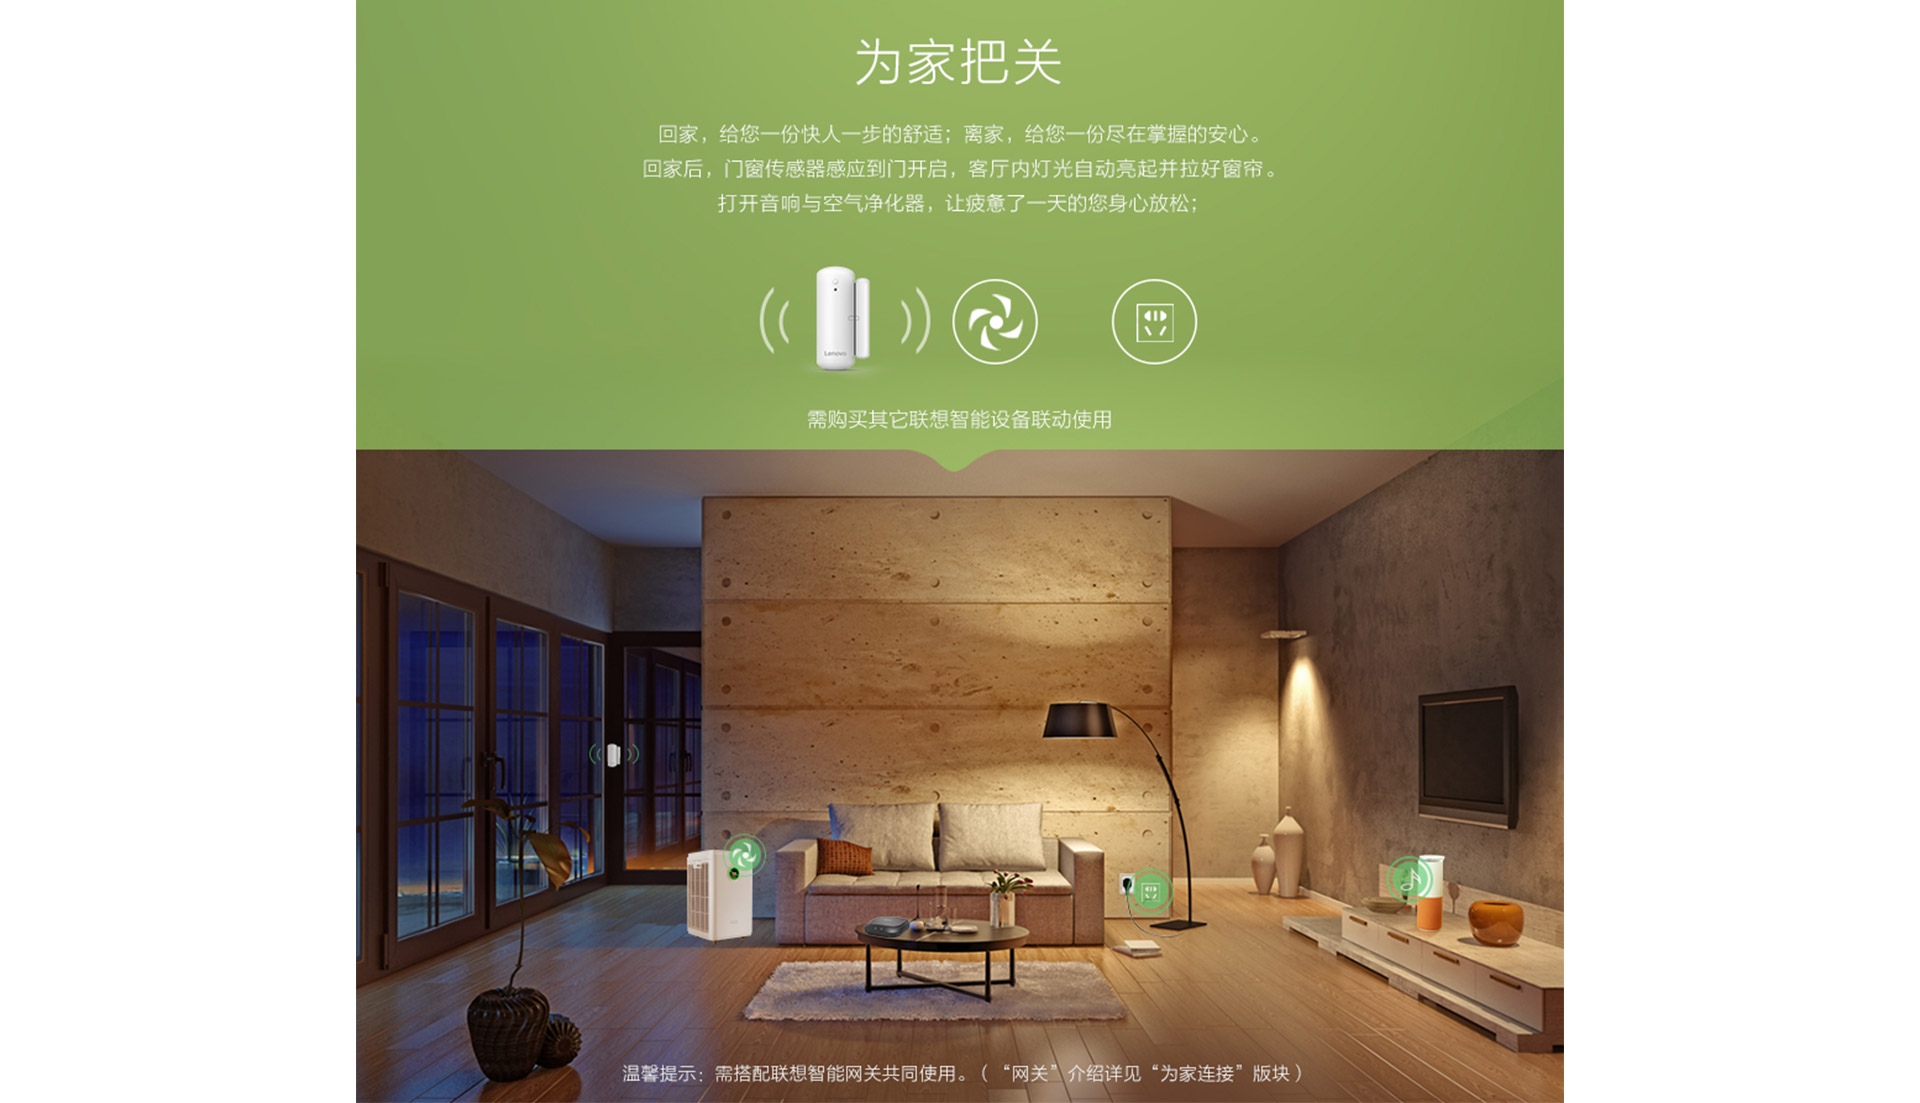 为家把关
回家，给您一份快人一步的舒适；离家，给您一份尽在掌握的安心。
回家后，门窗传感器感应到门开启，客厅内灯光自动亮起并拉好窗帘。
打开音响与空气净化器，让疲惫了一天的您身心放松；
Lenovo
需购买其它联想智能设备联动使用
温馨提示：需搭配联想智能网关共同使用。（“网关”介绍详见“为家连接”版块）